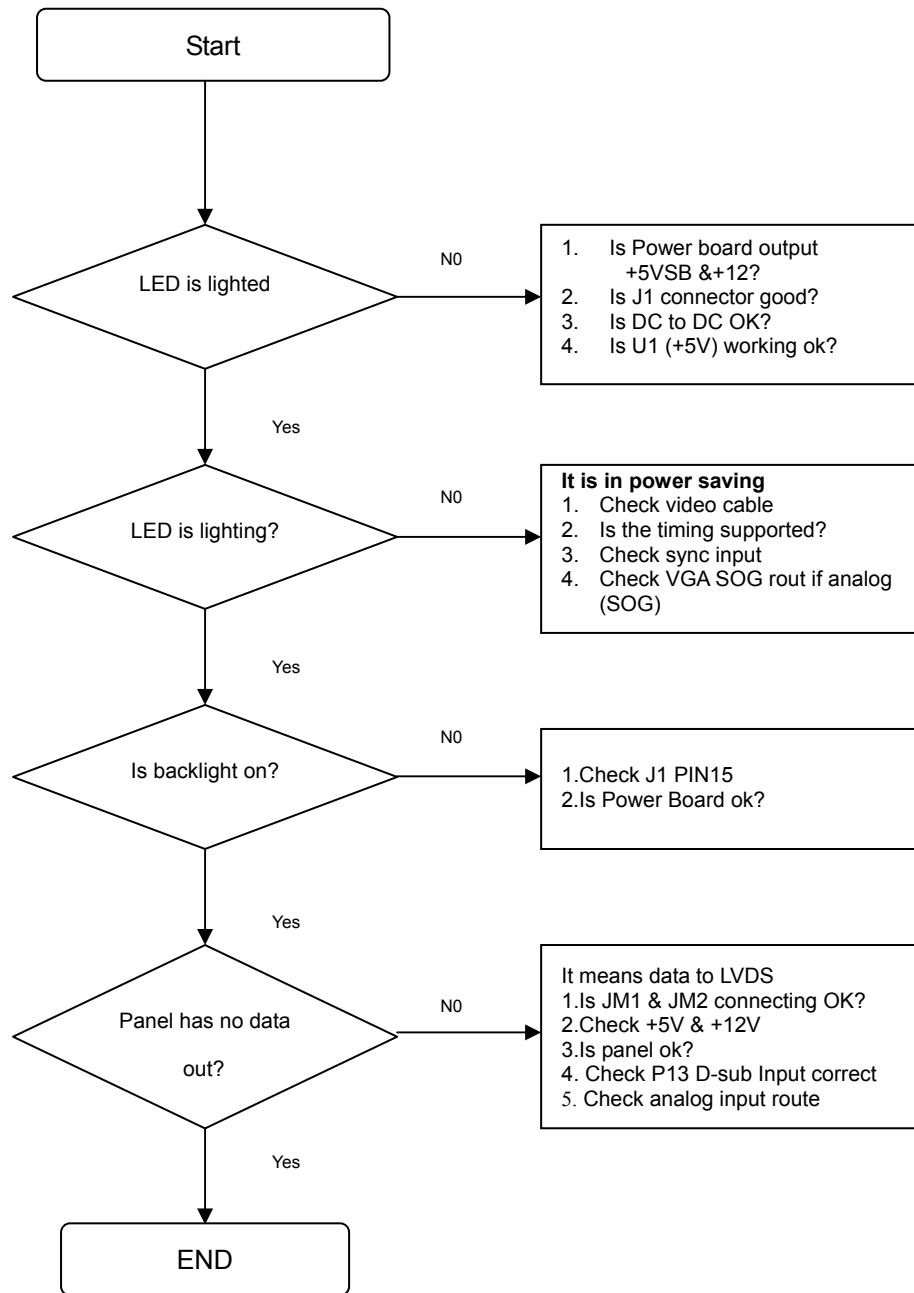 Start
LED is lighted
N0
1. Is Power board output
+5VSB &+12?
2. Is J1 connector good?
3. Is DC to DC OK?
4. Is U1 (+5V) working ok?
Yes
LED is lighting?
N0
It is in power saving
1. Check video cable
2. Is the timing supported?
3. Check sync input
4. Check VGA SOG rout if analog
(SOG)
Yes
Is backlight on?
N0
1.Check J1 PIN15
2.Is Power Board ok?
Yes
Panel has no data
out?
N0
It means data to LVDS
1.Is JM1 & JM2 connecting OK?
2.Check +5V & +12V
3.Is panel ok?
4. Check P13 D-sub Input correct
5. Check analog input route
Yes
END